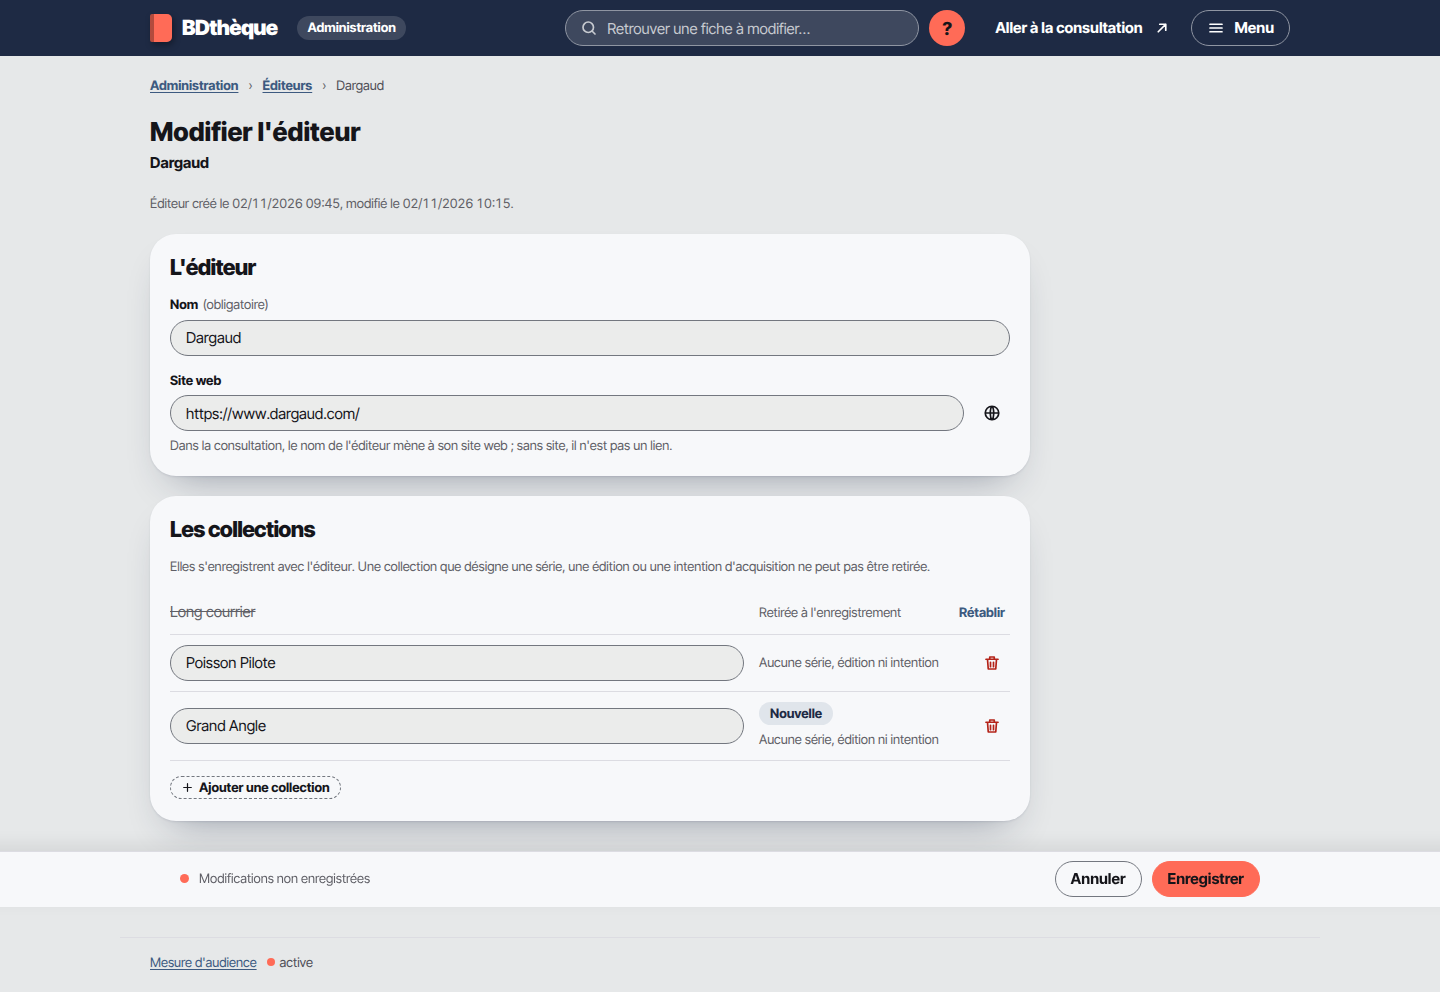 BDthèque
Administration
Retrouver une fiche à modifier...
?
Aller à la consultation
Menu
Administration › Éditeurs › Dargaud
Modifier l'éditeur
Dargaud
Éditeur créé le 02/11/2026 09:45, modifié le 02/11/2026 10:15.
L'éditeur
Nom (obligatoire)
Dargaud
Site web
https://www.dargaud.com/
Dans la consultation, le nom de l'éditeur mène à son site web ; sans site, il n'est pas un lien.
Les collections
Elles s'enregistrent avec l'éditeur. Une collection que désigne une série, une édition ou une intention d'acquisition ne peut pas être retirée.
Long courrier
Retirée à l'enregistrement
Rétablir
Poisson Pilote
Aucune série, édition ni intention
Grand Angle
Nouvelle
Aucune série, édition ni intention
Ajouter une collection
Modifications non enregistrées
Annuler
Enregistrer
Mesure d'audience
active